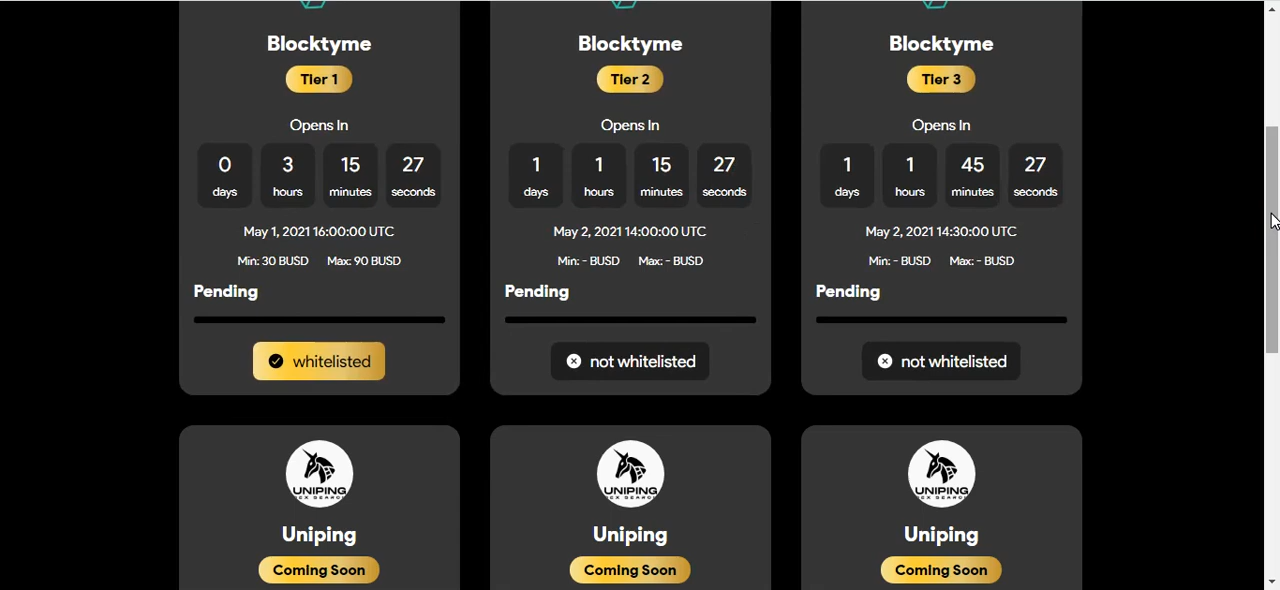 Blocktyme
Tier 1
Opens In
0 3 15 27
days hours minutes seconds
May 1, 2021 16:00:00 UTC
Min: 30 BUSD Max: 90 BUSD
Pending
whitelisted
Blocktyme
Tier 2
Opens In
1 1 15 27
days hours minutes seconds
May 2, 2021 14:00:00 UTC
Min: - BUSD Max: - BUSD
Pending
not whitelisted
Blocktyme
Tier 3
Opens In
1 1 45 27
days hours minutes seconds
May 2, 2021 14:30:00 UTC
Min: - BUSD Max: - BUSD
Pending
not whitelisted
UNIPING
Uniping
Coming Soon
UNIPING
Uniping
Coming Soon
UNIPING
Uniping
Coming Soon